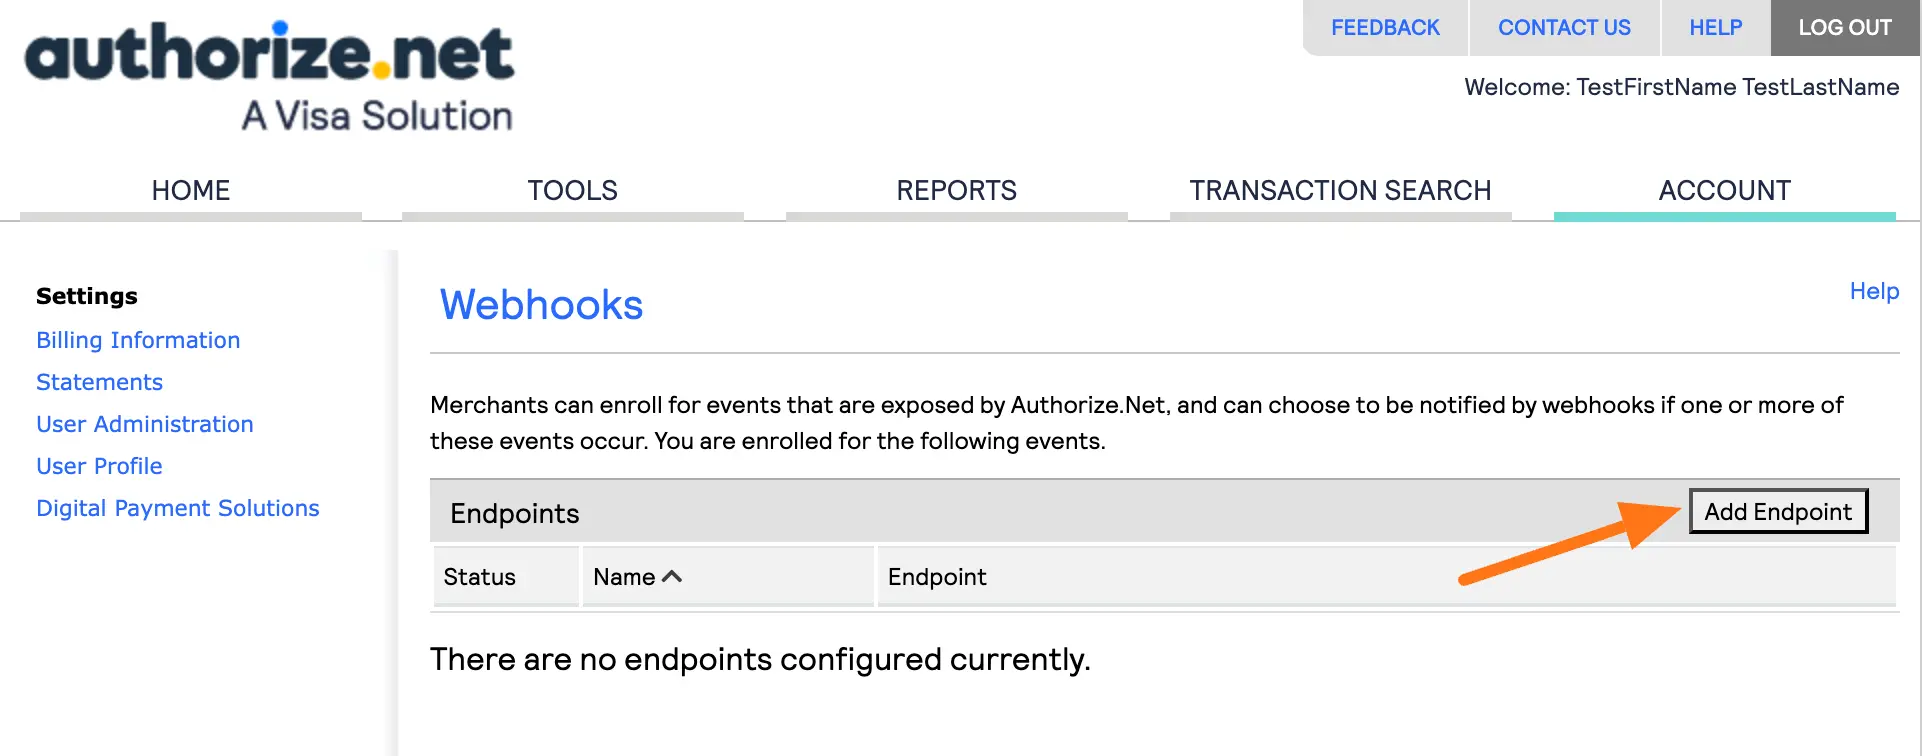 authorize.net
A Visa Solution
FEEDBACK
CONTACT US
HELP
LOG OUT
Welcome: TestFirstName TestLastName
HOME
TOOLS
REPORTS
TRANSACTION SEARCH
ACCOUNT
Settings
Billing Information
Statements
User Administration
User Profile
Digital Payment Solutions
Webhooks
Help
Merchants can enroll for events that are exposed by Authorize.Net, and can choose to be notified by webhooks if one or more of
these events occur. You are enrolled for the following events.
Endpoints
Add Endpoint
Status
Name
Endpoint
There are no endpoints configured currently.